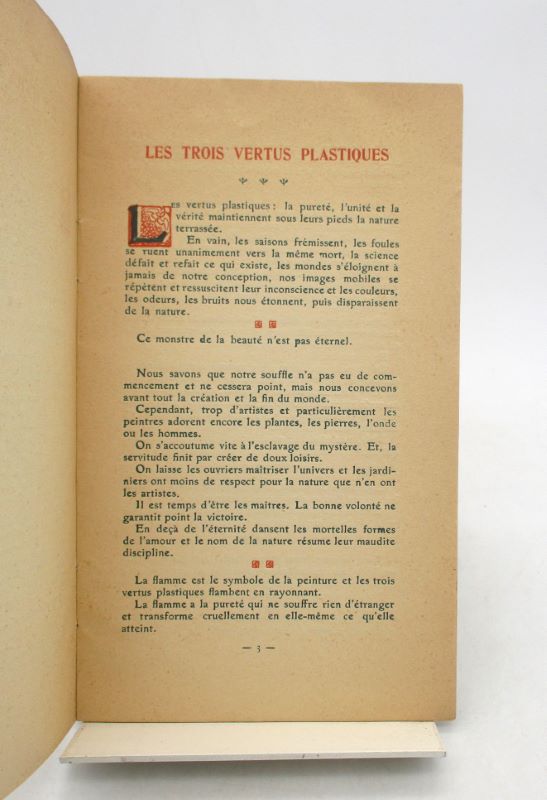 LES TROIS VERTUS PLASTIQUES
Les vertus plastiques : la pureté, l'unité et la
vérité maintiennent sous leurs pieds la nature
terrassée.
En vain, les saisons frémissent, les foules
se ruent unanimement vers la même mort, la science
défait et refait ce qui existe, les mondes s'éloignent à
jamais de notre conception, nos images mobiles se
répètent et ressuscitent leur inconscience et les couleurs,
les odeurs, les bruits nous étonnent, puis disparaissent
de la nature.
Ce monstre de la beauté n'est pas éternel.
Nous savons que notre souffle n'a pas eu de com-
mencement et ne cessera point, mais nous concevons
avant tout la création et la fin du monde.
Cependant, trop d'artistes et particulièrement les
peintres adorent encore les plantes, les pierres, l'onde
ou les hommes.
On s'accoutume vite à l'esclavage du mystère. Et, la
servitude finit par créer de doux loisirs.
On laisse les ouvriers maîtriser l'univers et les jardi-
niers ont moins de respect pour la nature que n'en ont
les artistes.
Il est temps d'être les maîtres. La bonne volonté ne
garantit point la victoire.
En deçà de l'éternité dansent les mortelles formes
de l'amour et le nom de la nature résume leur maudite
discipline.
La flamme est le symbole de la peinture et les trois
vertus plastiques flambent en rayonnant.
La flamme a la pureté qui ne souffre rien d'étranger
et transforme cruellement en elle-même ce qu'elle
atteint.
— 3 —